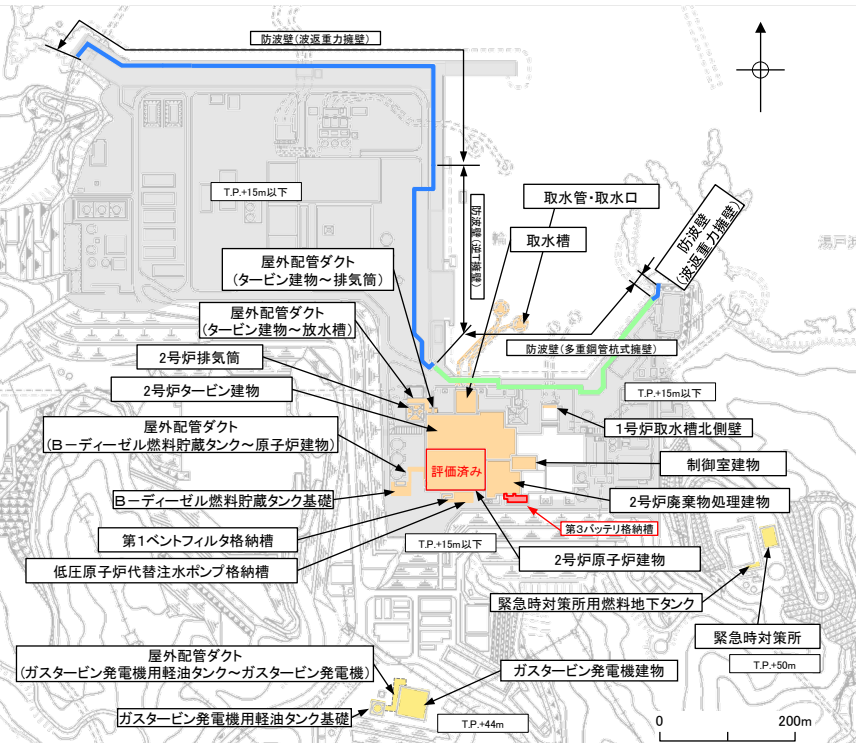 防波壁(波返重力擁壁)
T.P.+15m以下
防波壁(逆T擁壁)
取水管・取水口
輪
取水槽
防波壁
(波返重力擁壁)
屋外配管ダクト
(タービン建物～排気筒)
屋外配管ダクト
(タービン建物～放水槽)
2号炉排気筒
2号炉タービン建物
防波壁(多重鋼管杭式擁壁)
T.P.+15m以下
屋外配管ダクト
(B－ディーゼル燃料貯蔵タンク～原子炉建物)
1号炉取水槽北側壁
評価済み
制御室建物
B－ディーゼル燃料貯蔵タンク基礎
2号炉廃棄物処理建物
第3バッテリ格納槽
第1ベントフィルタ格納槽
T.P.+15m以下
2号炉原子炉建物
低圧原子炉代替注水ポンプ格納槽
緊急時対策所用燃料地下タンク
緊急時対策所
T.P.+50m
屋外配管ダクト
(ガスタービン発電機用軽油タンク～ガスタービン発電機)
ガスタービン発電機建物
ガスタービン発電機用軽油タンク基礎
T.P.+44m
0 200m